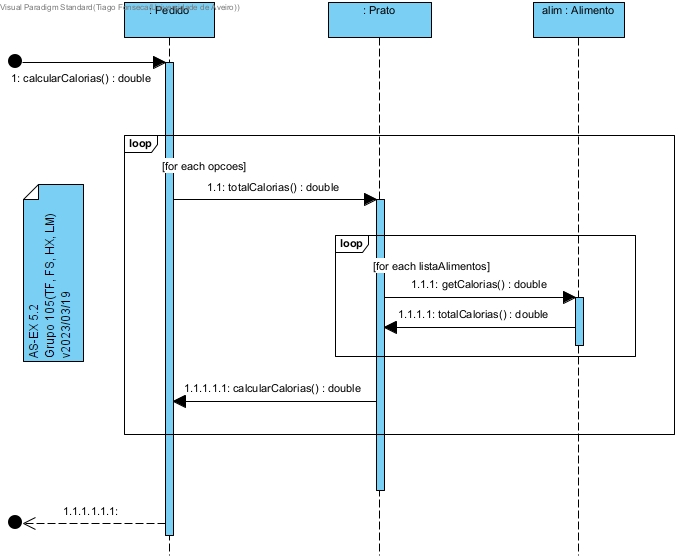 Visual Paradigm Standard(Tiago Fonseca(Universidade de Aveiro))
: Pedido
: Prato
alim : Alimento
1: calcularCalorias() : double
loop
[for each opcoes]
1.1: totalCalorias() : double
loop
[for each listaAlimentos]
1.1.1: getCalorias() : double
1.1.1.1: totalCalorias() : double
1.1.1.1.1: calcularCalorias() : double
1.1.1.1.1.1:
AS-EX 5.2
Grupo 105(TF, FS, HX, LM)
v2023/03/19